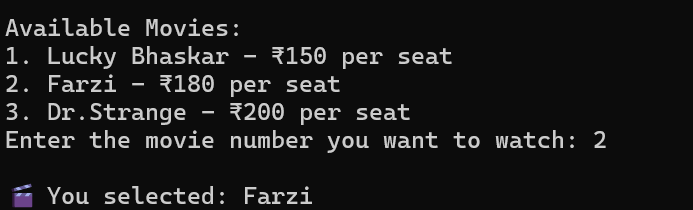 Available Movies:
1. Lucky Bhaskar – ₹150 per seat
2. Farzi – ₹180 per seat
3. Dr.Strange – ₹200 per seat
Enter the movie number you want to watch: 2
🎬 You selected: Farzi